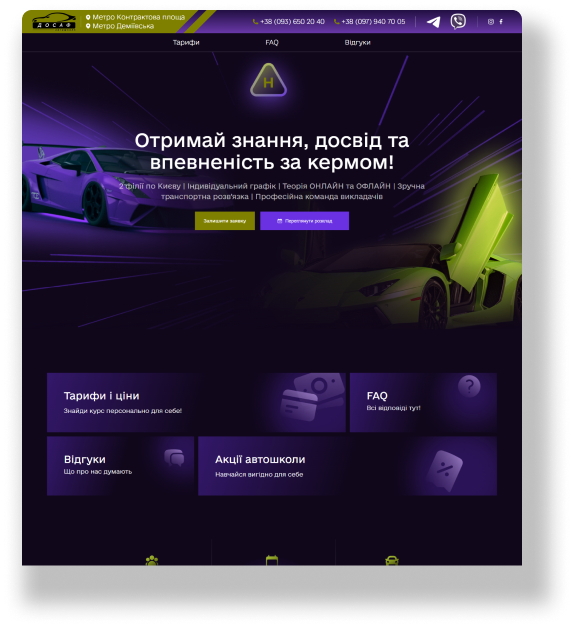 ДОСАФ
Метро Контрактова площа
Метро Деміївська
+38 (093) 650 20 40
+38 (097) 940 70 05
Тарифи
FAQ
Відгуки
Н
Отримай знання, досвід та
впевненість за кермом!
2 філії по Києву | Індивідуальний графік | Теорія ОНЛАЙН та ОФЛАЙН | Зручна
транспортна розв'язка | Професійна команда викладачів
Залишити заявку
Переглянути розклад
Тарифи і ціни
Знайди курс персонально для себе!
FAQ
Всі відповіді тут!
Відгуки
Що про нас думають
Акції автошколи
Навчайся вигідно для себе